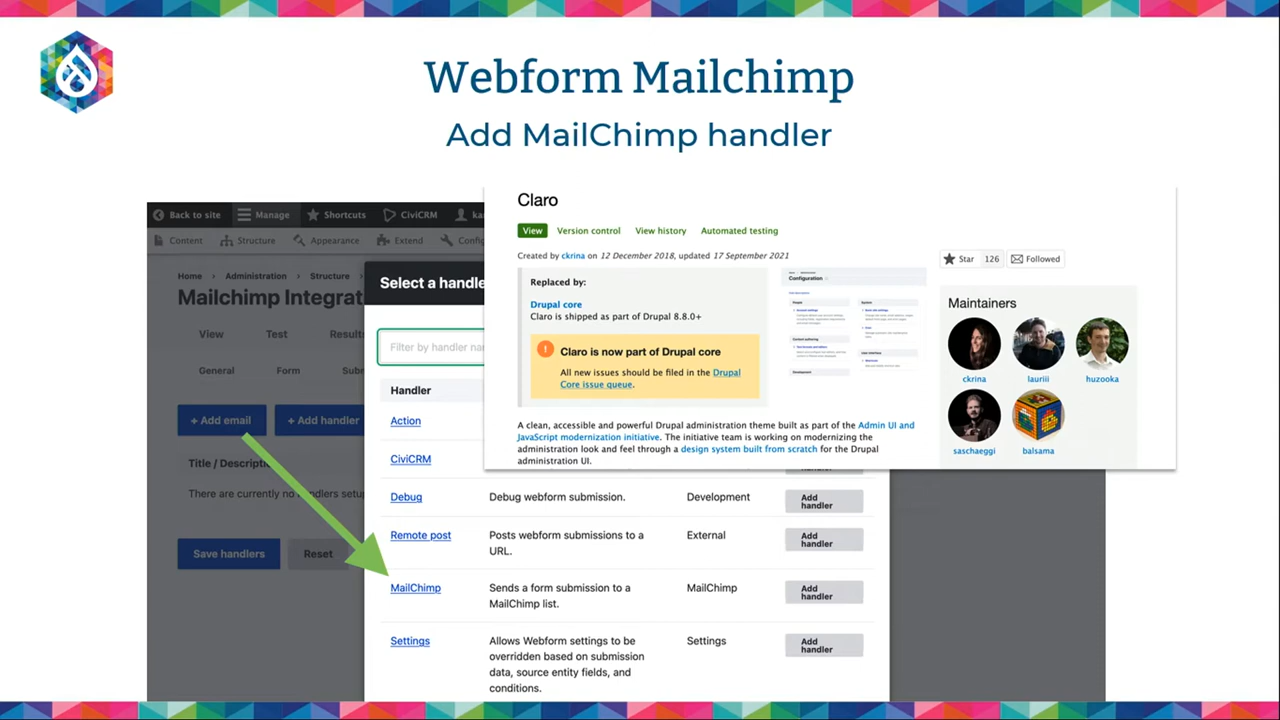 Webform Mailchimp
Add MailChimp handler
Back to site Manage Shortcuts CiviCRM
Content Structure Appearance Extend
Home Administration Structure
Mailchimp Integrat
View Test Results
General Form
+ Add email + Add handler
Title /
There are currently no handlers setup
Save handlers Reset
Select a handle
Filter by handler nam
Handler
Action
CiviCRM
Debug Debug webform submission. Development Add
handler
Remote post Posts webform submissions to a External Add
URL. handler
MailChimp Sends a form submission to a MailChimp Add
MailChimp list. handler
Settings Allows Webform settings to be Settings Add
overridden based on submission handler
data, source entity fields, and
conditions.
Claro
View Version control View history Automated testing
Created by ckrina on 12 December 2018, updated 17 September 2021
Star 126 Followed
Replaced by:
Drupal core
Claro is shipped as part of Drupal 8.8.0+
Claro is now part of Drupal core
All new issues should be filed in the Drupal
Core issue queue.
Configuration
A clean, accessible and powerful Drupal administration theme built as part of the Admin UI and
JavaScript modernization initiative. The initiative team is working on modernizing the
administration look and feel through a design system built from scratch for the Drupal
administration UI.
Maintainers
ckrina lauriii huzooka
saschaeggi balsama